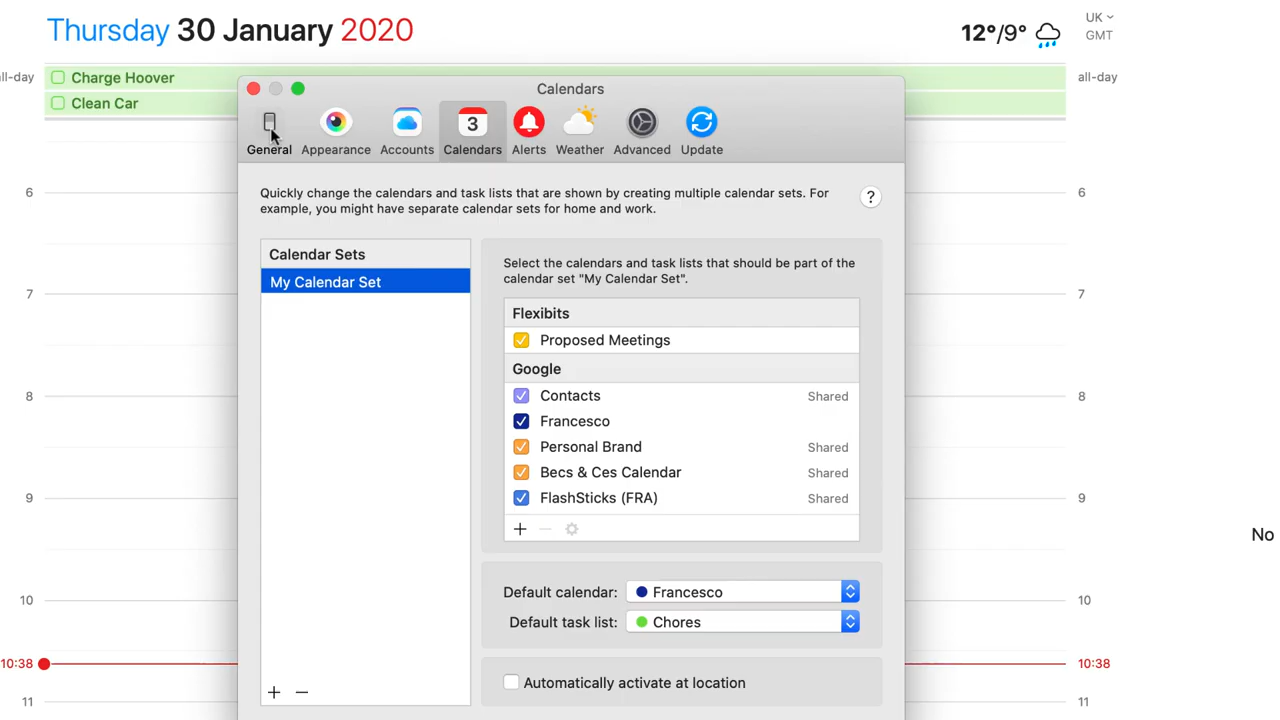 Thursday 30 January 2020
12°/9°
UK
GMT
ll-day
Charge Hoover
all-day
Clean Car
Calendars
3
General Appearance Accounts Calendars Alerts Weather Advanced Update
Quickly change the calendars and task lists that are shown by creating multiple calendar sets. For
example, you might have separate calendar sets for home and work.
?
Calendar Sets
My Calendar Set
Select the calendars and task lists that should be part of the
calendar set "My Calendar Set".
Flexibits
Proposed Meetings
Google
Contacts Shared
Francesco
Personal Brand Shared
Becs & Ces Calendar Shared
FlashSticks (FRA) Shared
+ −
Default calendar: Francesco
Default task list: Chores
Automatically activate at location
+ −
6
7
8
9
10
10:38
11
6
7
8
9
10
10:38
11
No